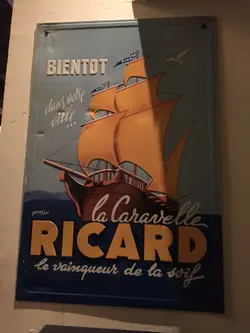 BIENTOT
dans votre
ville...
la Caravelle
RICARD
le vainqueur de la soif